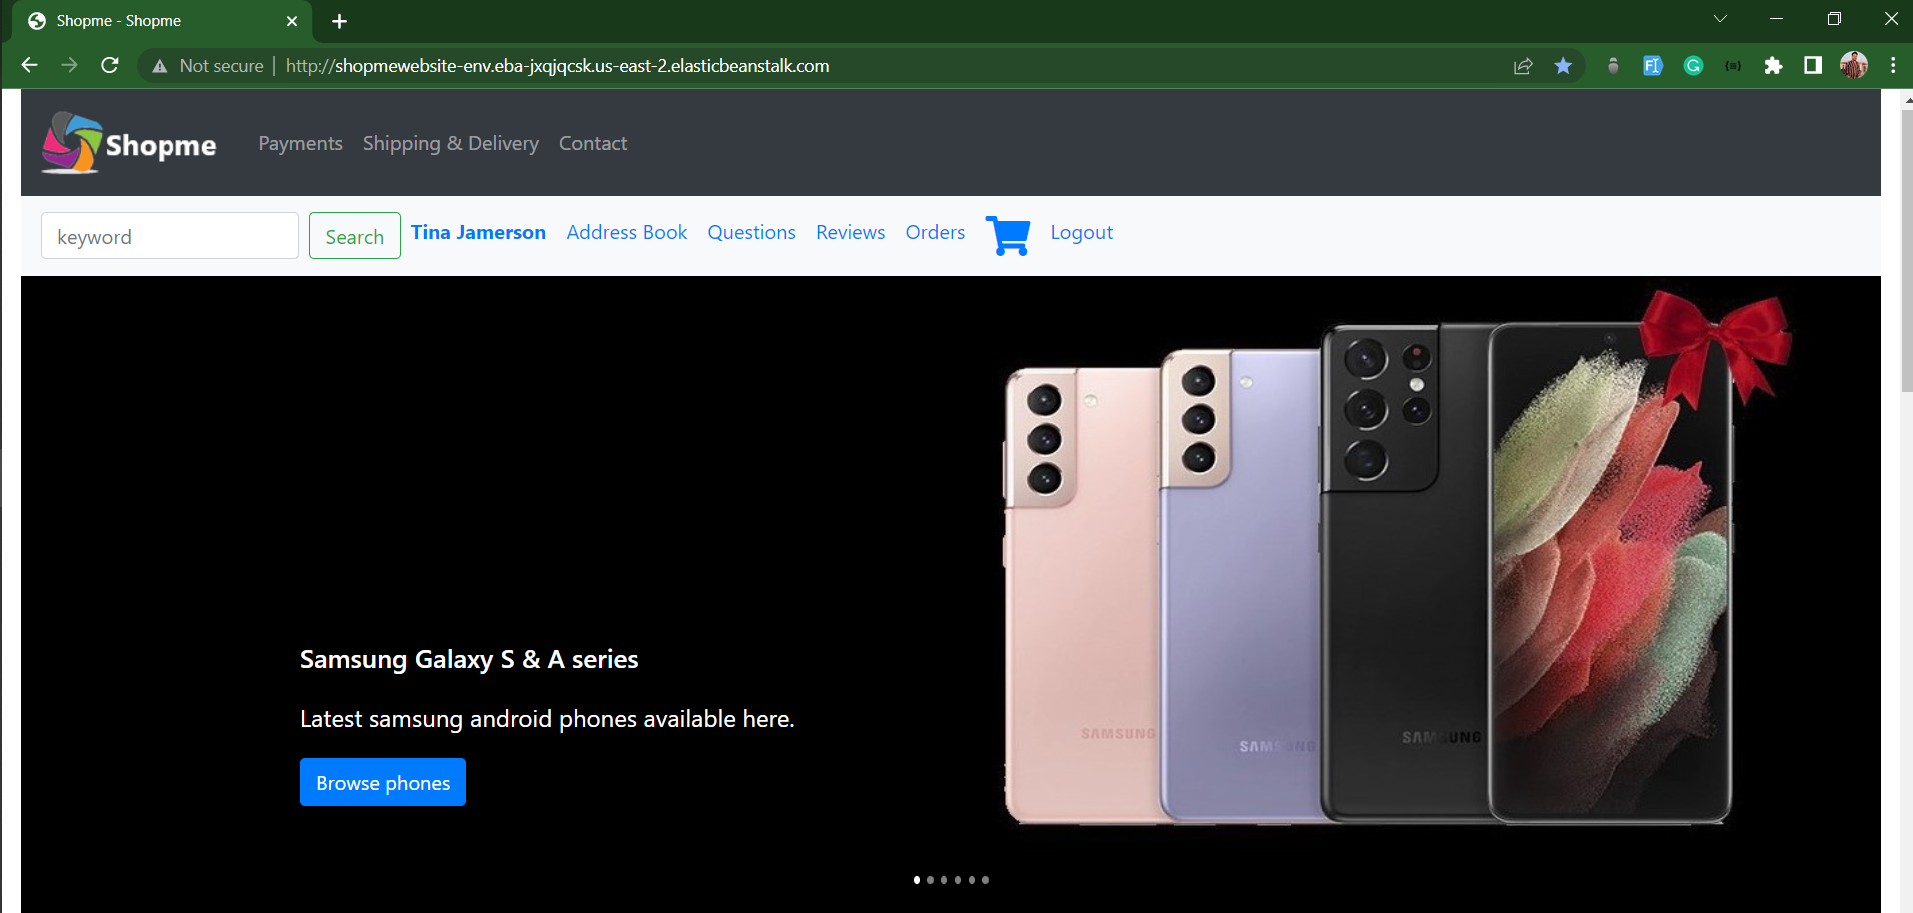 Shopme - Shopme
Not secure | http://shopmewebsite-env.eba-jxqjqcsk.us-east-2.elasticbeanstalk.com
Shopme Payments Shipping & Delivery Contact
keyword Search Tina Jamerson Address Book Questions Reviews Orders Logout
Samsung Galaxy S & A series
Latest samsung android phones available here.
Browse phones
SAMSUNG
SAMSUNG
SAMSUNG